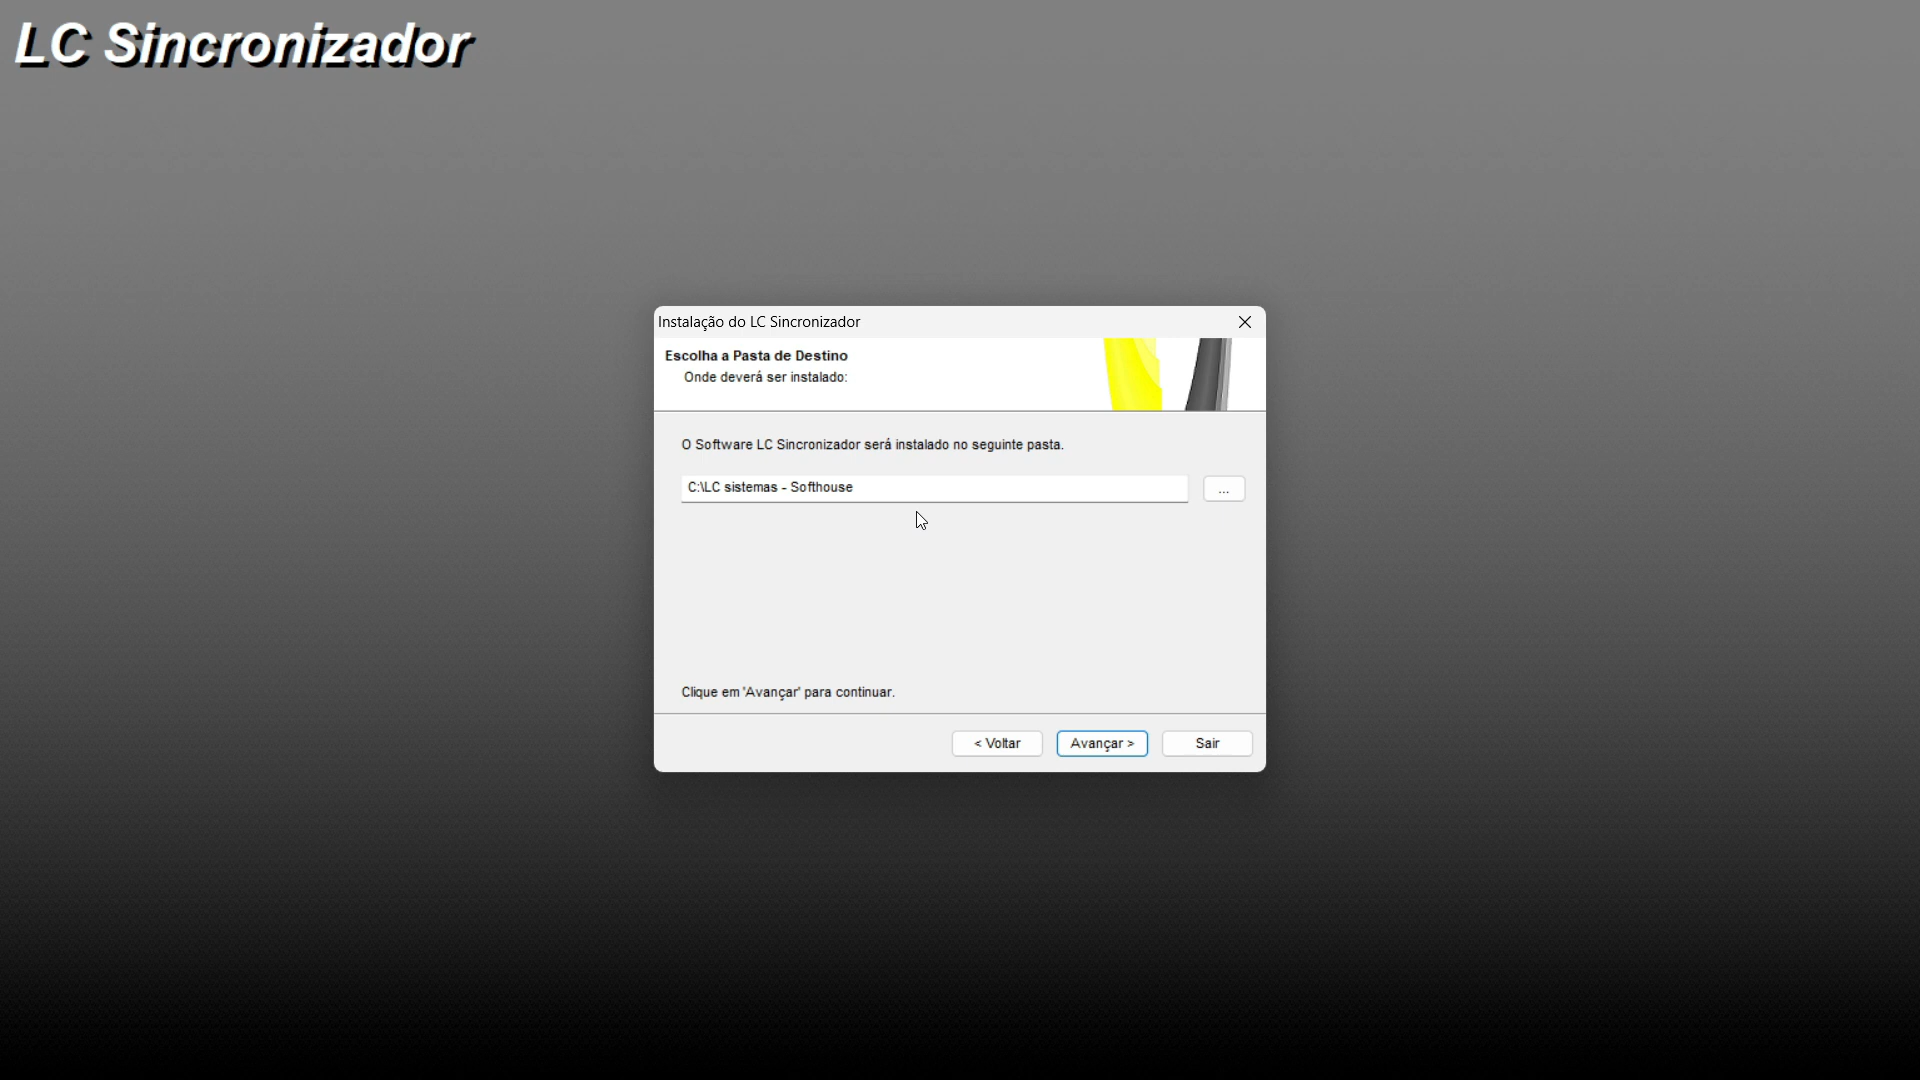 LC Sincronizador
Instalação do LC Sincronizador
Escolha a Pasta de Destino
Onde deverá ser instalado:
O Software LC Sincronizador será instalado no seguinte pasta.
C:\LC sistemas - Softhouse
...
Clique em 'Avançar' para continuar.
< Voltar
Avançar >
Sair